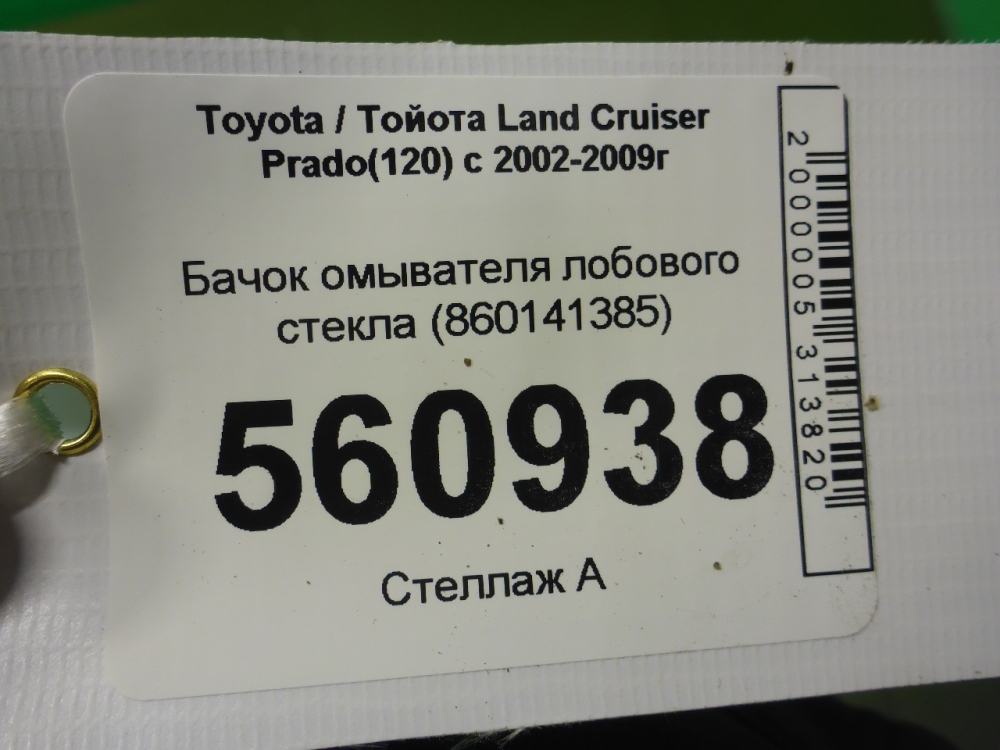 Toyota / Тойота Land Cruiser
Prado(120) с 2002-2009г
Бачок омывателя лобового
стекла (860141385)
560938
Стеллаж А
2000005313820